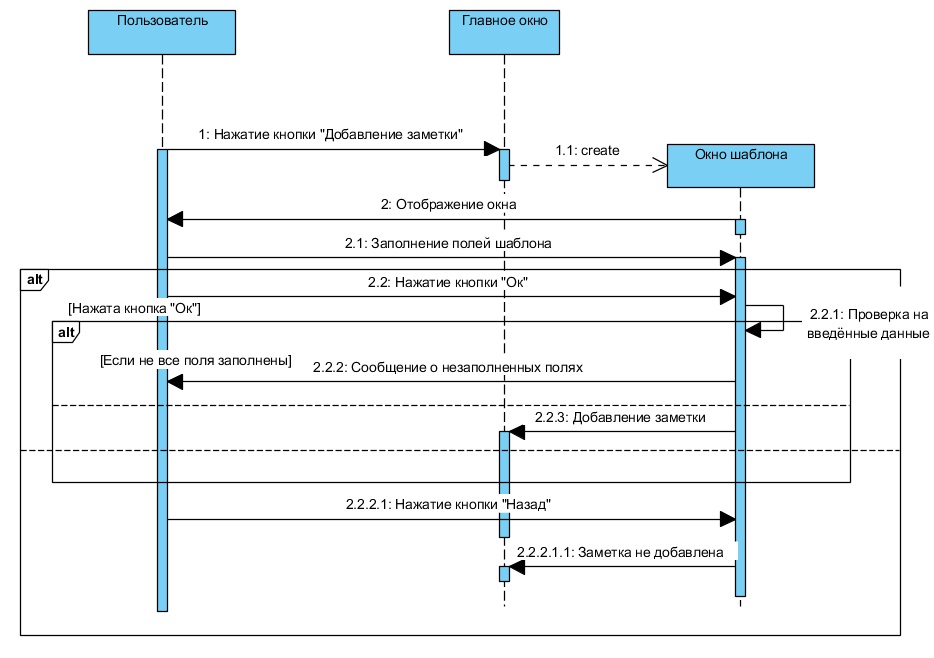 Пользователь
Главное окно
1: Нажатие кнопки "Добавление заметки"
1.1: create
Окно шаблона
2: Отображение окна
2.1: Заполнение полей шаблона
alt
2.2: Нажатие кнопки "Ок"
[Нажата кнопка "Ок"]
2.2.1: Проверка на
введённые данные
alt
[Если не все поля заполнены]
2.2.2: Сообщение о незаполненных полях
2.2.3: Добавление заметки
2.2.2.1: Нажатие кнопки "Назад"
2.2.2.1.1: Заметка не добавлена